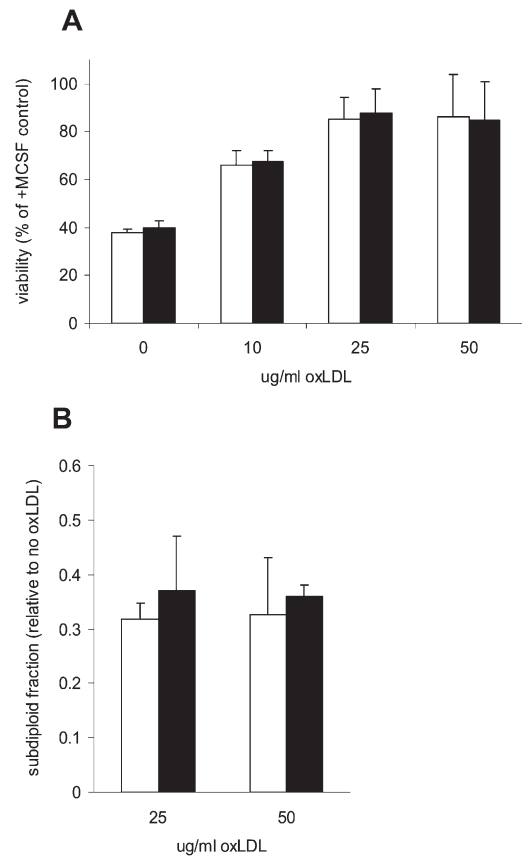 A
viability (% of +MCSF control)
100
80
60
40
20
0
0 10 25 50
ug/ml oxLDL
B
subdiploid fraction (relative to no oxLDL)
0.6
0.5
0.4
0.3
0.2
0.1
0
25 50
ug/ml oxLDL